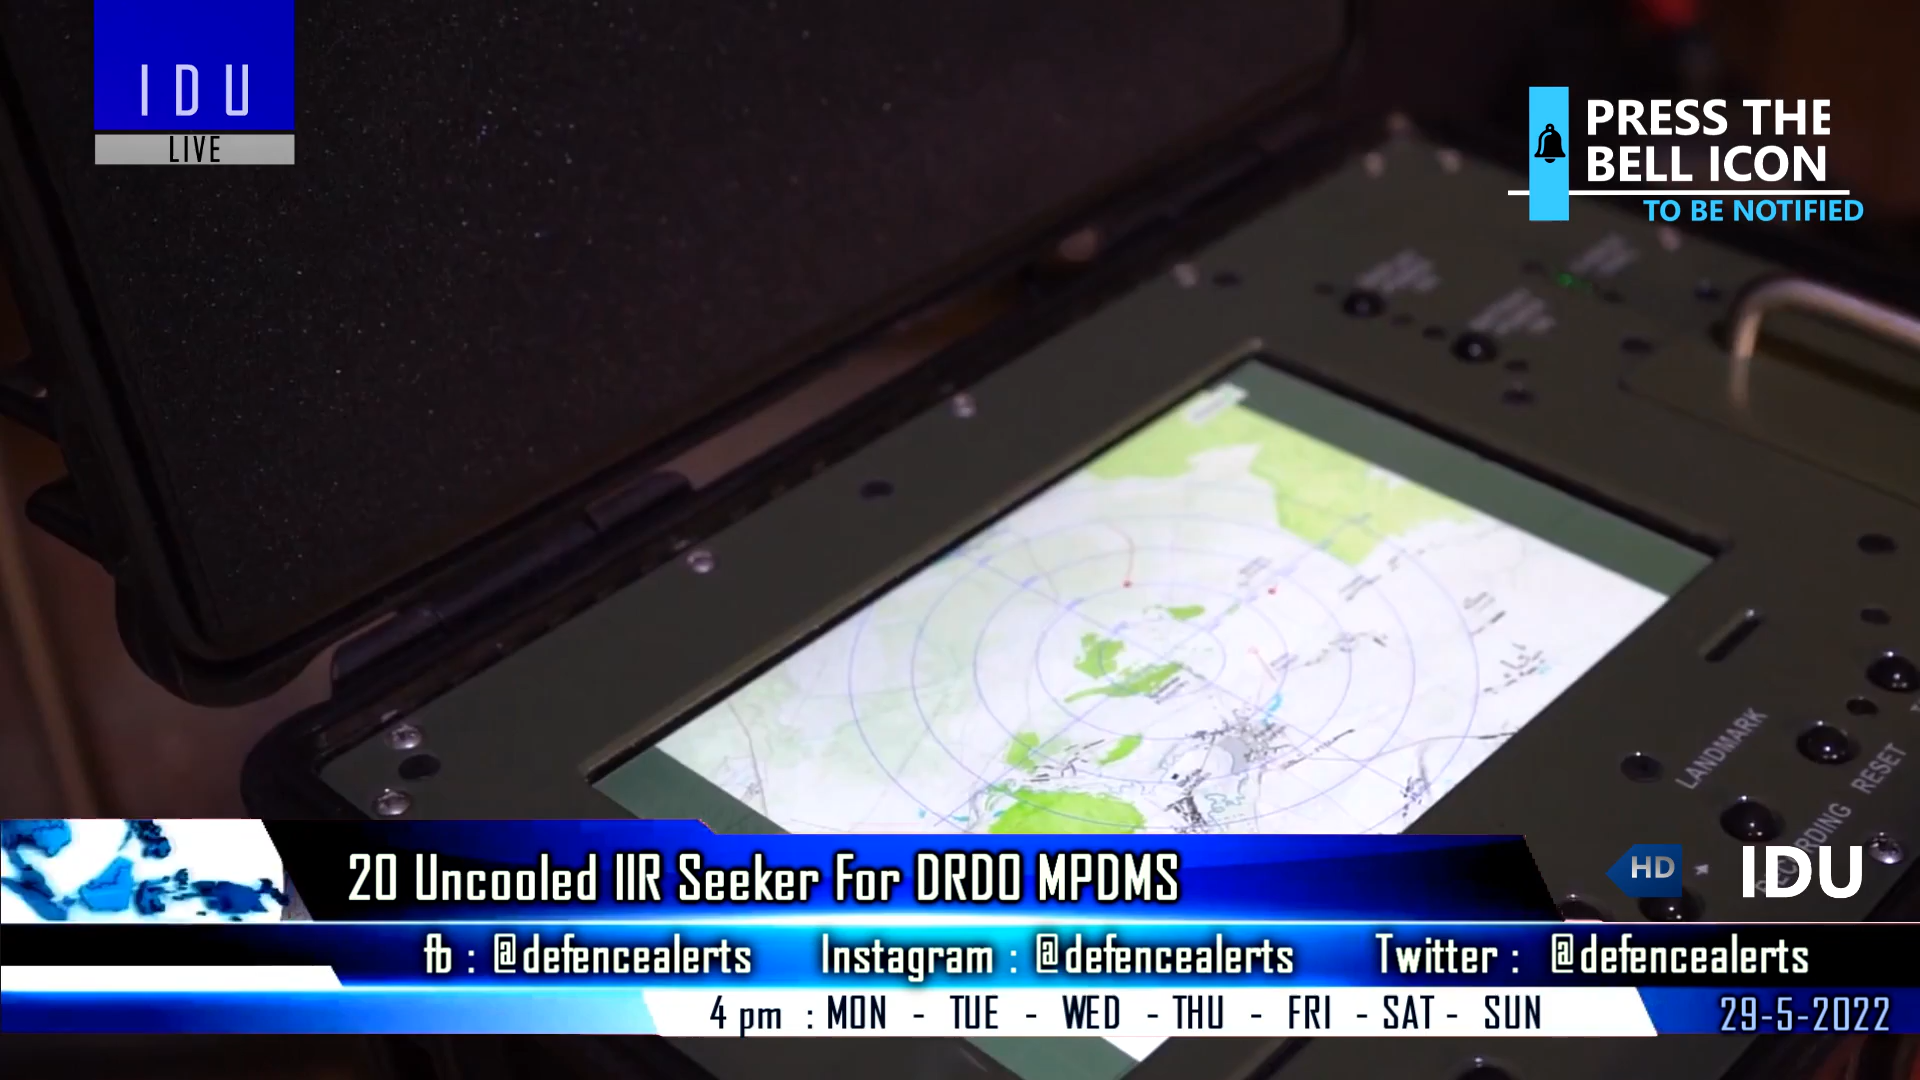 IDU
LIVE
PRESS THE
BELL ICON
TO BE NOTIFIED
LANDMARK
RESET
20 Uncooled IIR Seeker For DRDO MPDMS
HD
IDU
fb : @defencealerts Instagram : @defencealerts Twitter : @defencealerts
4 pm : MON - TUE - WED - THU - FRI - SAT - SUN
29-5-2022